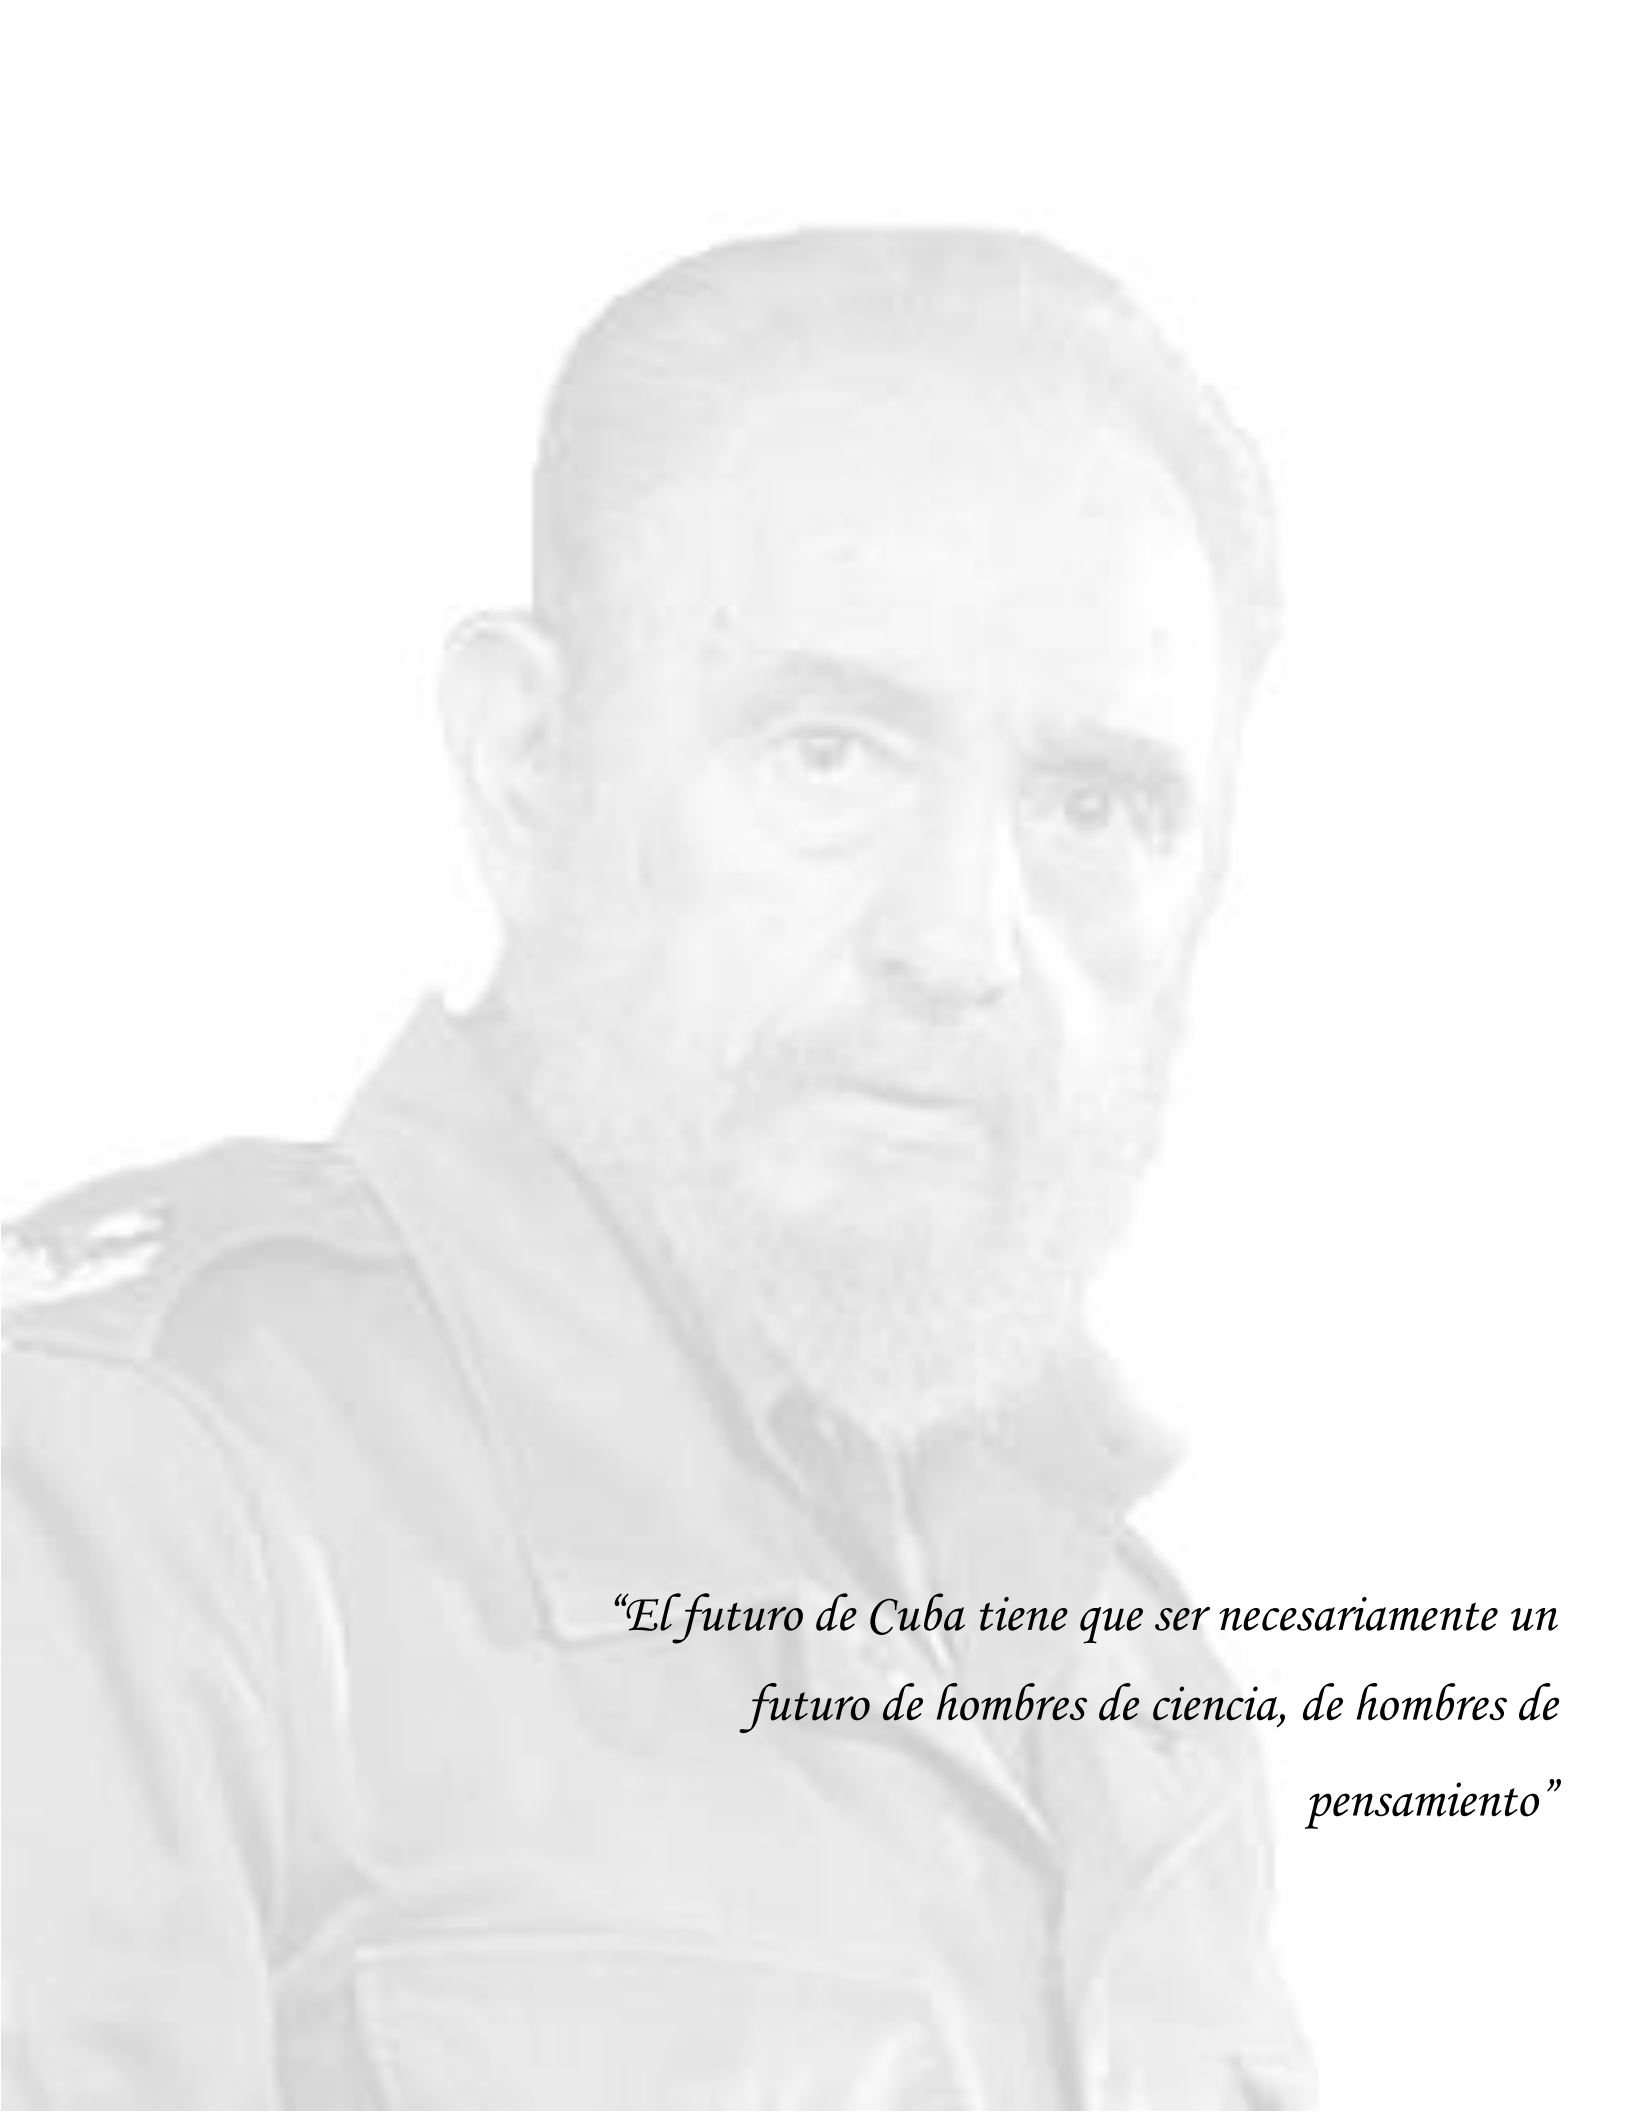 “El futuro de Cuba tiene que ser necesariamente un
futuro de hombres de ciencia, de hombres de
pensamiento”